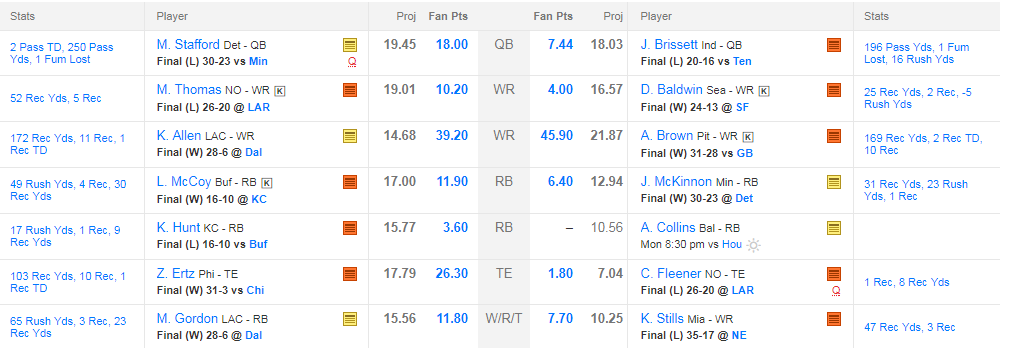 Stats Player Proj Fan Pts Fan Pts Proj Player Stats
2 Pass TD, 250 Pass Yds, 1 Fum Lost
M. Stafford Det - QB
Final (L) 30-23 vs Min
Q
19.45 18.00 QB 7.44 18.03
J. Brissett Ind - QB
Final (L) 20-16 vs Ten
196 Pass Yds, 1 Fum
Lost, 16 Rush Yds
52 Rec Yds, 5 Rec
M. Thomas NO - WR K
Final (L) 26-20 @ LAR
19.01 10.20 WR 4.00 16.57
D. Baldwin Sea - WR K
Final (W) 24-13 @ SF
25 Rec Yds, 2 Rec, -5
Rush Yds
172 Rec Yds, 11 Rec, 1
Rec TD
K. Allen LAC - WR
Final (W) 28-6 @ Dal
14.68 39.20 WR 45.90 21.87
A. Brown Pit - WR K
Final (W) 31-28 vs GB
169 Rec Yds, 2 Rec TD,
10 Rec
49 Rush Yds, 4 Rec, 30
Rec Yds
L. McCoy Buf - RB K
Final (W) 16-10 @ KC
17.00 11.90 RB 6.40 12.94
J. McKinnon Min - RB
Final (W) 30-23 @ Det
31 Rec Yds, 23 Rush
Yds, 1 Rec
17 Rush Yds, 1 Rec, 9
Rec Yds
K. Hunt KC - RB
Final (L) 16-10 vs Buf
15.77 3.60 RB – 10.56
A. Collins Bal - RB
Mon 8:30 pm vs Hou
103 Rec Yds, 10 Rec, 1
Rec TD
Z. Ertz Phi - TE
Final (W) 31-3 vs Chi
17.79 26.30 TE 1.80 7.04
C. Fleener NO - TE
Final (L) 26-20 @ LAR
Q
1 Rec, 8 Rec Yds
65 Rush Yds, 3 Rec, 23
Rec Yds
M. Gordon LAC - RB
Final (W) 28-6 @ Dal
15.56 11.80 W/R/T 7.70 10.25
K. Stills Mia - WR
Final (L) 35-17 @ NE
47 Rec Yds, 3 Rec